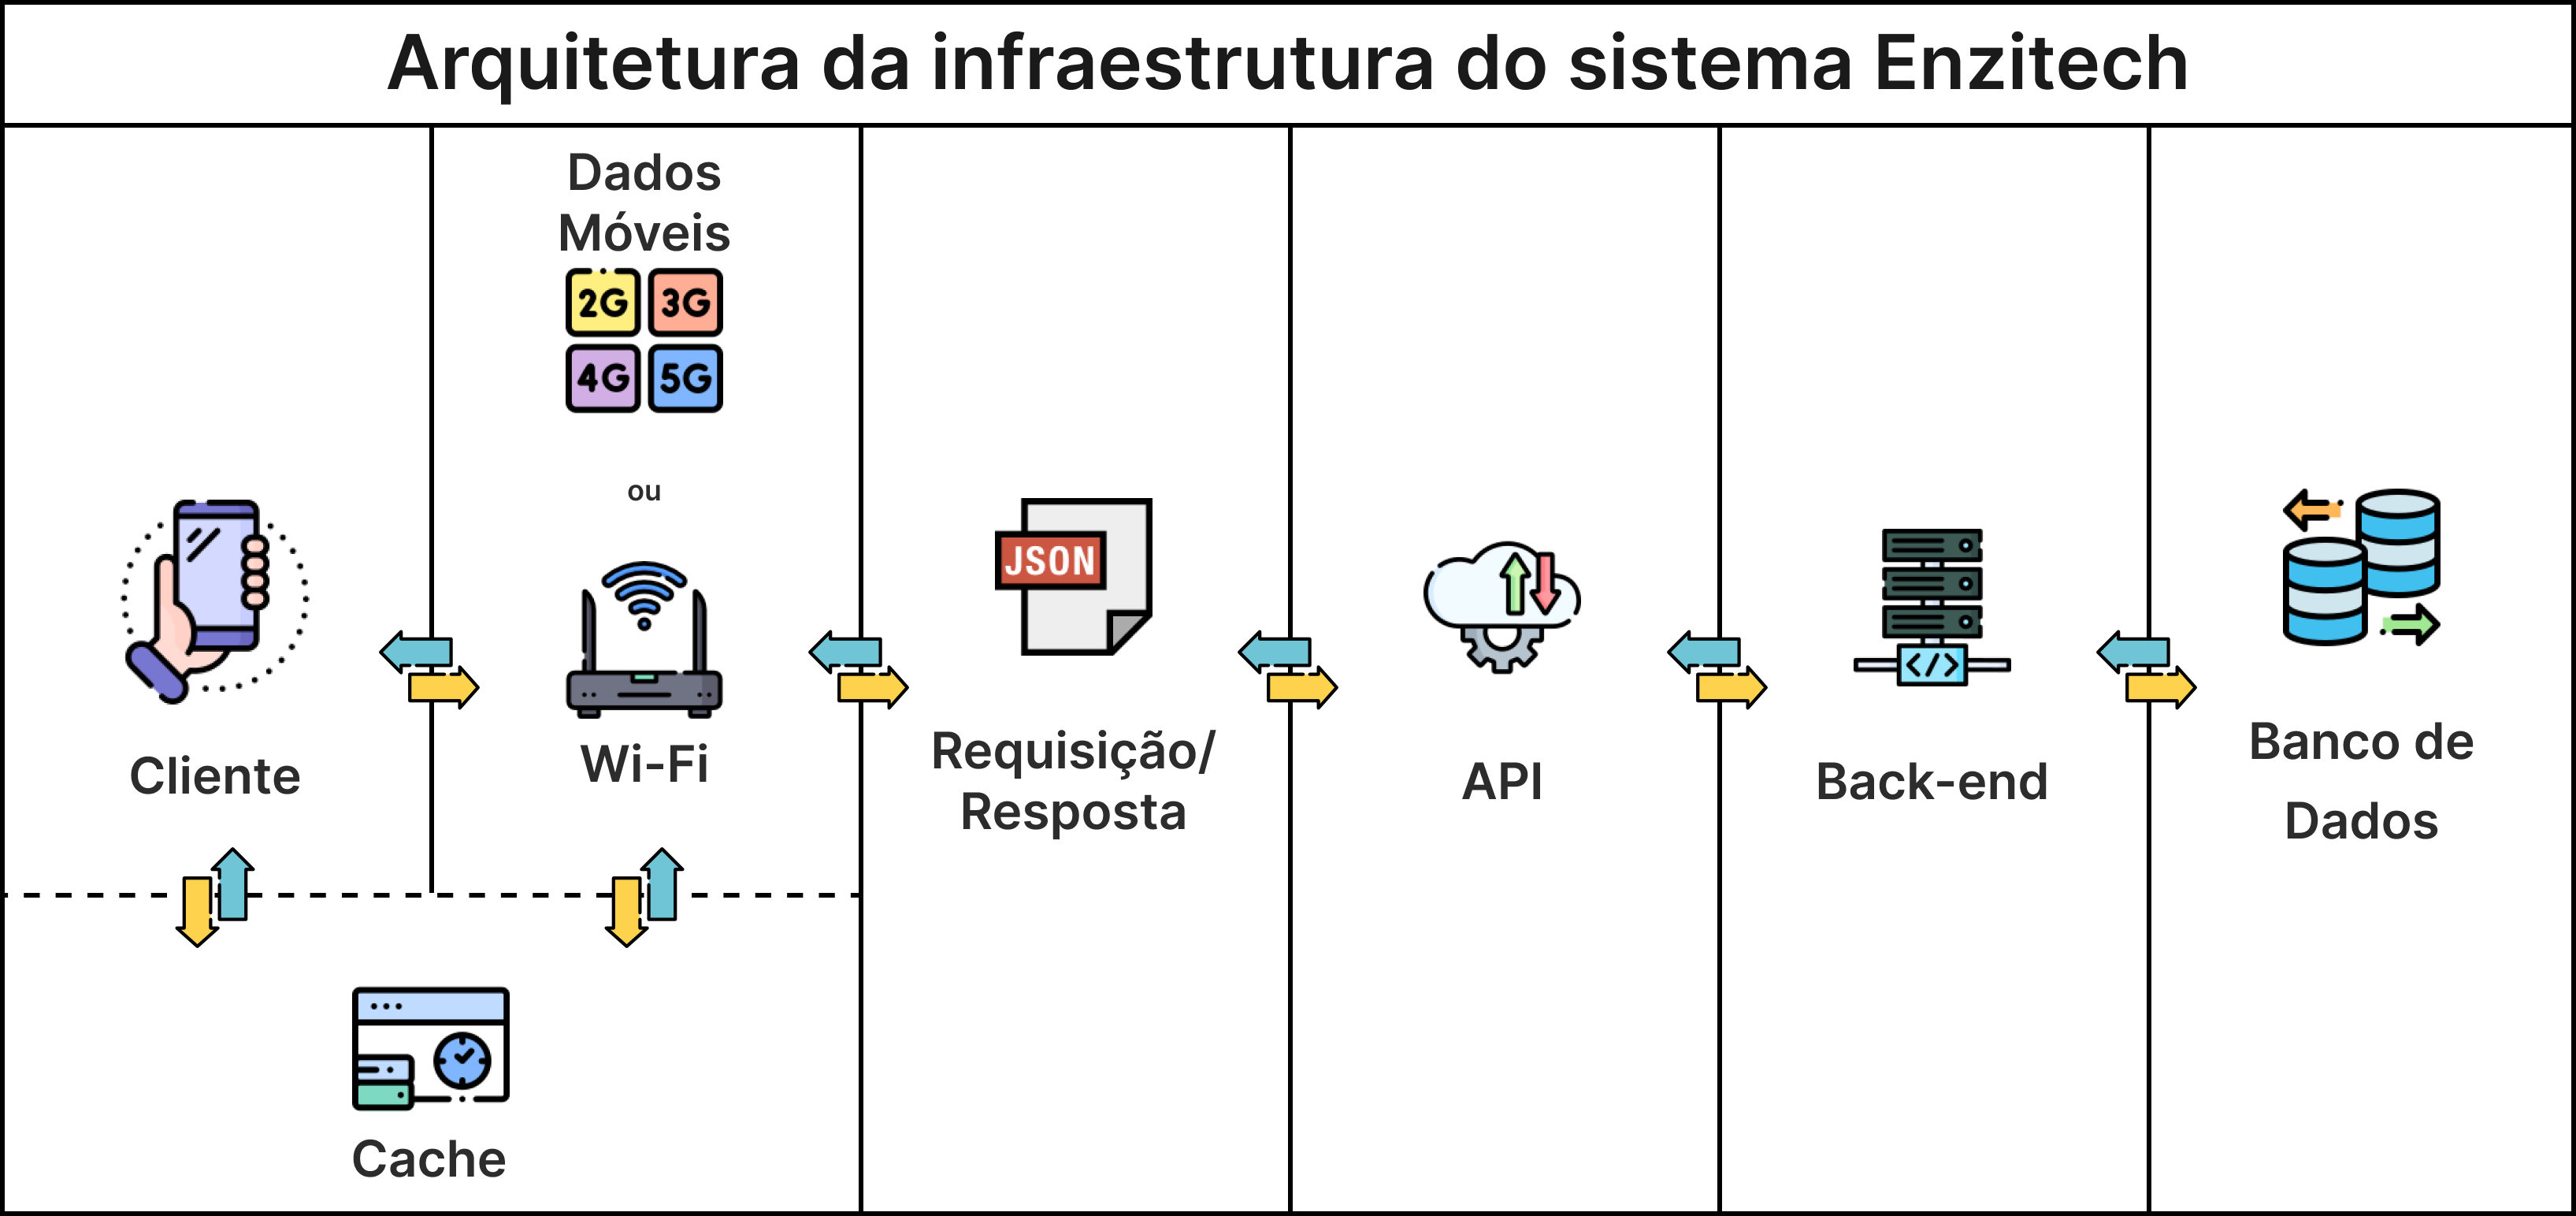 Arquitetura da infraestrutura do sistema Enzitech
Cliente
Dados
Móveis
2G 3G
4G 5G
ou
Wi-Fi
Cache
JSON
Requisição/
Resposta
API
</>
Back-end
Banco de
Dados